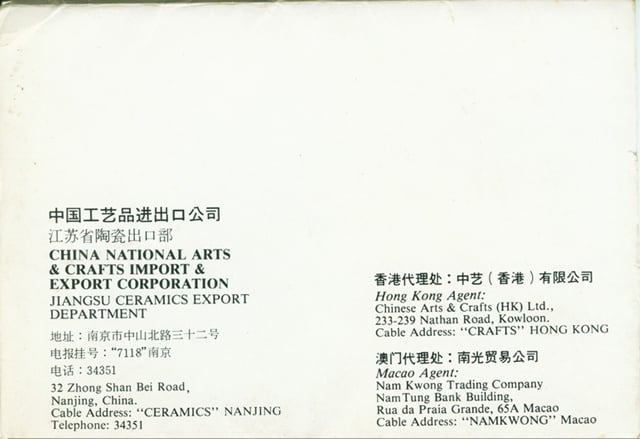 中国工艺品进出口公司
江苏省陶瓷出口部
CHINA NATIONAL ARTS
& CRAFTS IMPORT &
EXPORT CORPORATION
JIANGSU CERAMICS EXPORT
DEPARTMENT
地址：南京市中山北路三十二号
电报挂号：“7118”南京
电话：34351
32 Zhong Shan Bei Road,
Nanjing, China.
Cable Address: “CERAMICS” NANJING
Telephone: 34351
香港代理处：中艺（香港）有限公司
Hong Kong Agent:
Chinese Arts & Crafts (HK) Ltd.,
233-239 Nathan Road, Kowloon.
Cable Address: “CRAFTS” HONG KONG
澳门代理处：南光贸易公司
Macao Agent:
Nam Kwong Trading Company
NamTung Bank Building,
Rua da Praia Grande, 65A Macao
Cable Address: “NAMKWONG” Macao